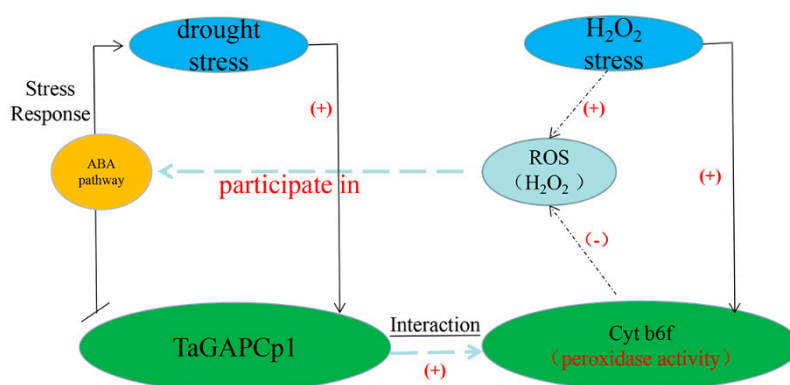 drought
stress
H₂O₂
stress
Stress
Response
(+)
(+)
ABA
pathway
ROS
（H₂O₂ ）
(+)
participate in
(-)
TaGAPCp1
Interaction
(+)
Cyt b6f
（peroxidase activity）